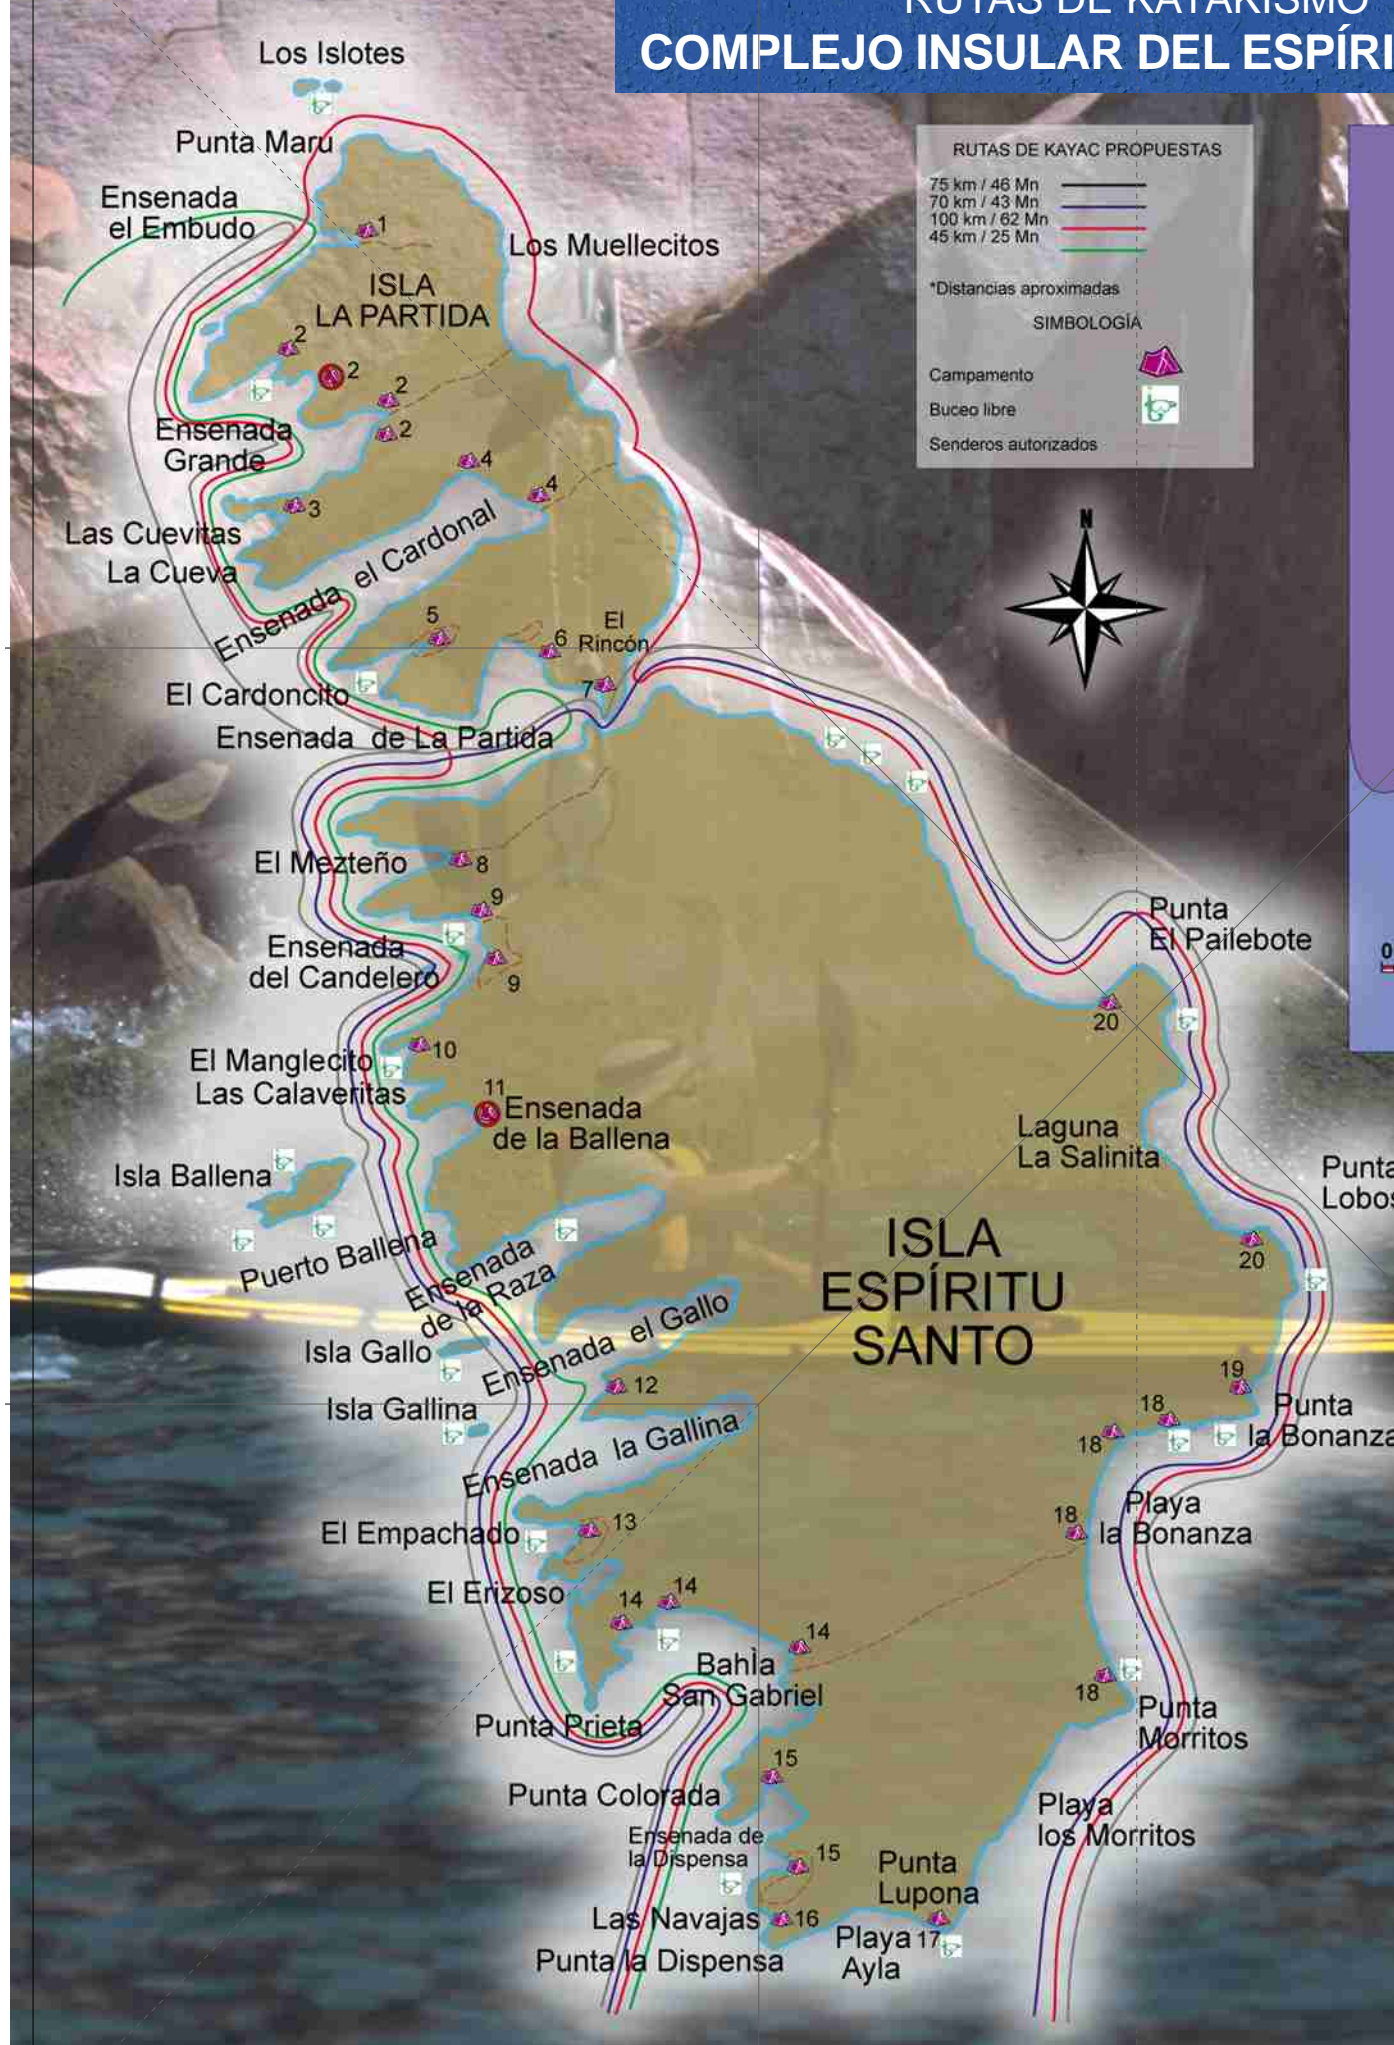 RUTAS DE KAYAKISMO
COMPLEJO INSULAR DEL ESPÍRI
Los Islotes
Punta Maru
Ensenada
el Embudo
1
Los Muellecitos
ISLA
LA PARTIDA
2
2
2
2
Ensenada
Grande
4
4
3
Las Cuevitas
La Cueva
Ensenada el Cardonal
5
6
El
Rincón
7
El Cardoncito
Ensenada de La Partida
RUTAS DE KAYAC PROPUESTAS
75 km / 46 Mn
70 km / 43 Mn
100 km / 62 Mn
45 km / 25 Mn
*Distancias aproximadas
SIMBOLOGÍA
Campamento
Buceo libre
Senderos autorizados
N
0
El Mezteño
8
9
Ensenada
del Candelero
9
Punta
El Pailebote
20
El Manglecito
10
Las Calaveritas
11
Ensenada
de la Ballena
Laguna
La Salinita
Isla Ballena
Punta
Lobos
20
Puerto Ballena
Ensenada
de la Raza
ISLA
ESPÍRITU
SANTO
Isla Gallo
Ensenada el Gallo
12
Isla Gallina
Ensenada la Gallina
19
18
18
Punta
la Bonanza
El Empachado
13
18
Playa
la Bonanza
El Erizoso
14
14
14
Bahìa
San Gabriel
18
Punta Prieta
Punta
Morritos
15
Punta Colorada
Playa
los Morritos
Ensenada de
la Dispensa
15
Punta
Lupona
Las Navajas
16
Punta la Dispensa
Playa
Ayla
17